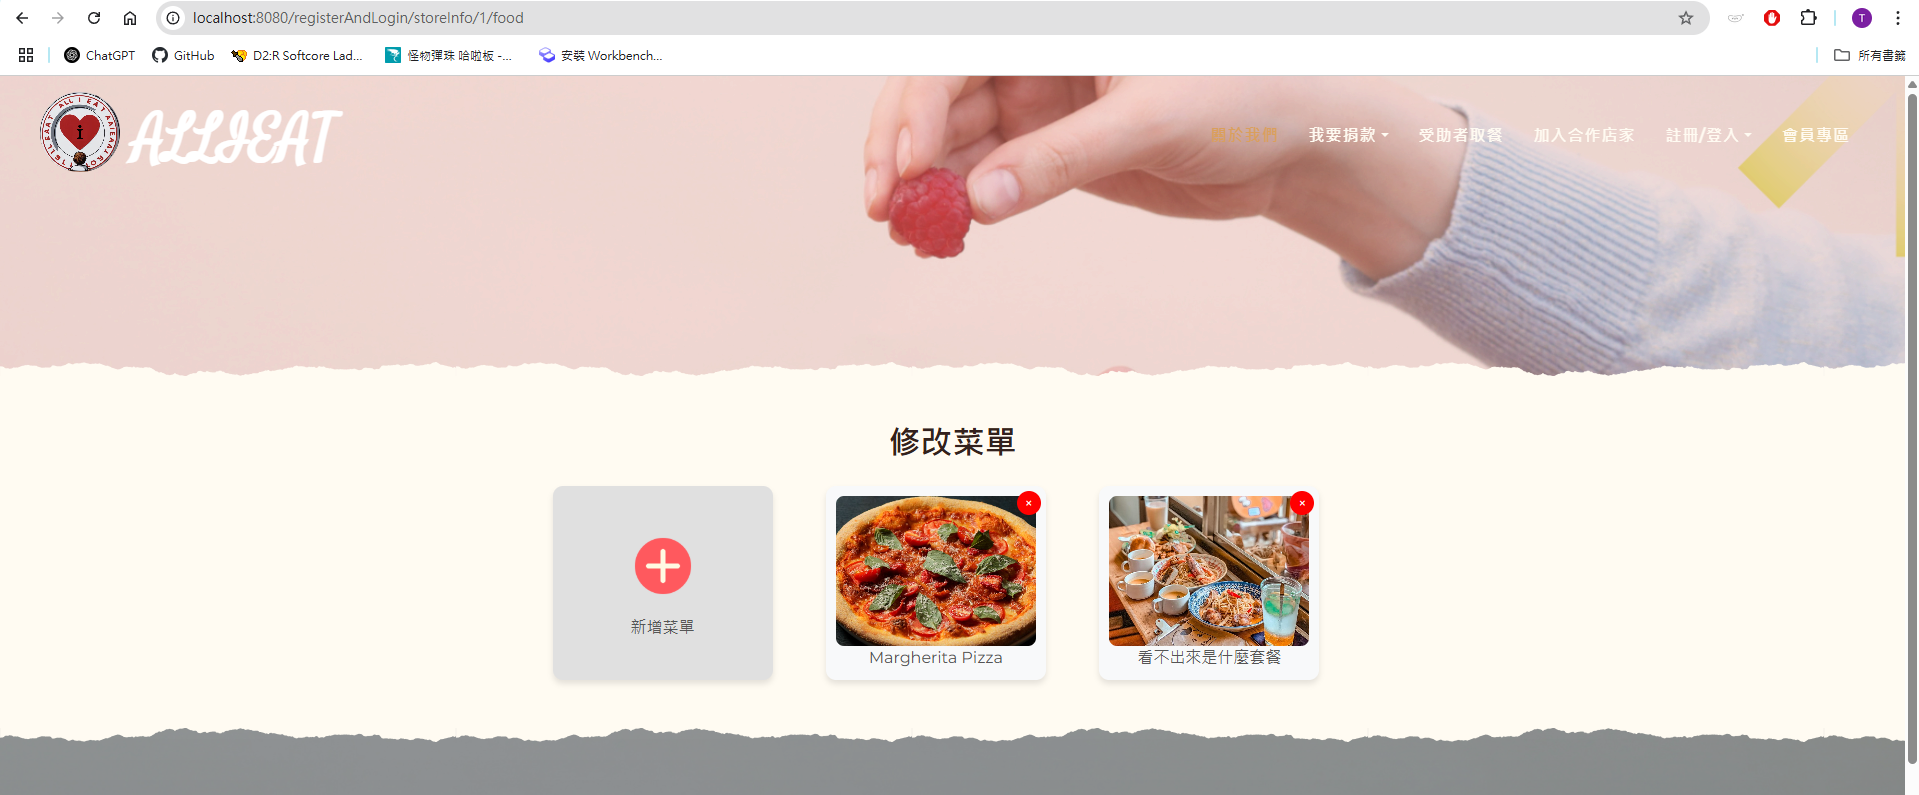 localhost:8080/registerAndLogin/storeInfo/1/food
T
ChatGPT
GitHub
D2:R Softcore Lad...
怪物彈珠 哈啦板 -...
安裝 Workbench...
所有書籤
ALLIEAT
關於我們
我要捐款
受助者取餐
加入合作店家
註冊/登入
會員專區
修改菜單
新增菜單
Margherita Pizza
看不出來是什麼套餐